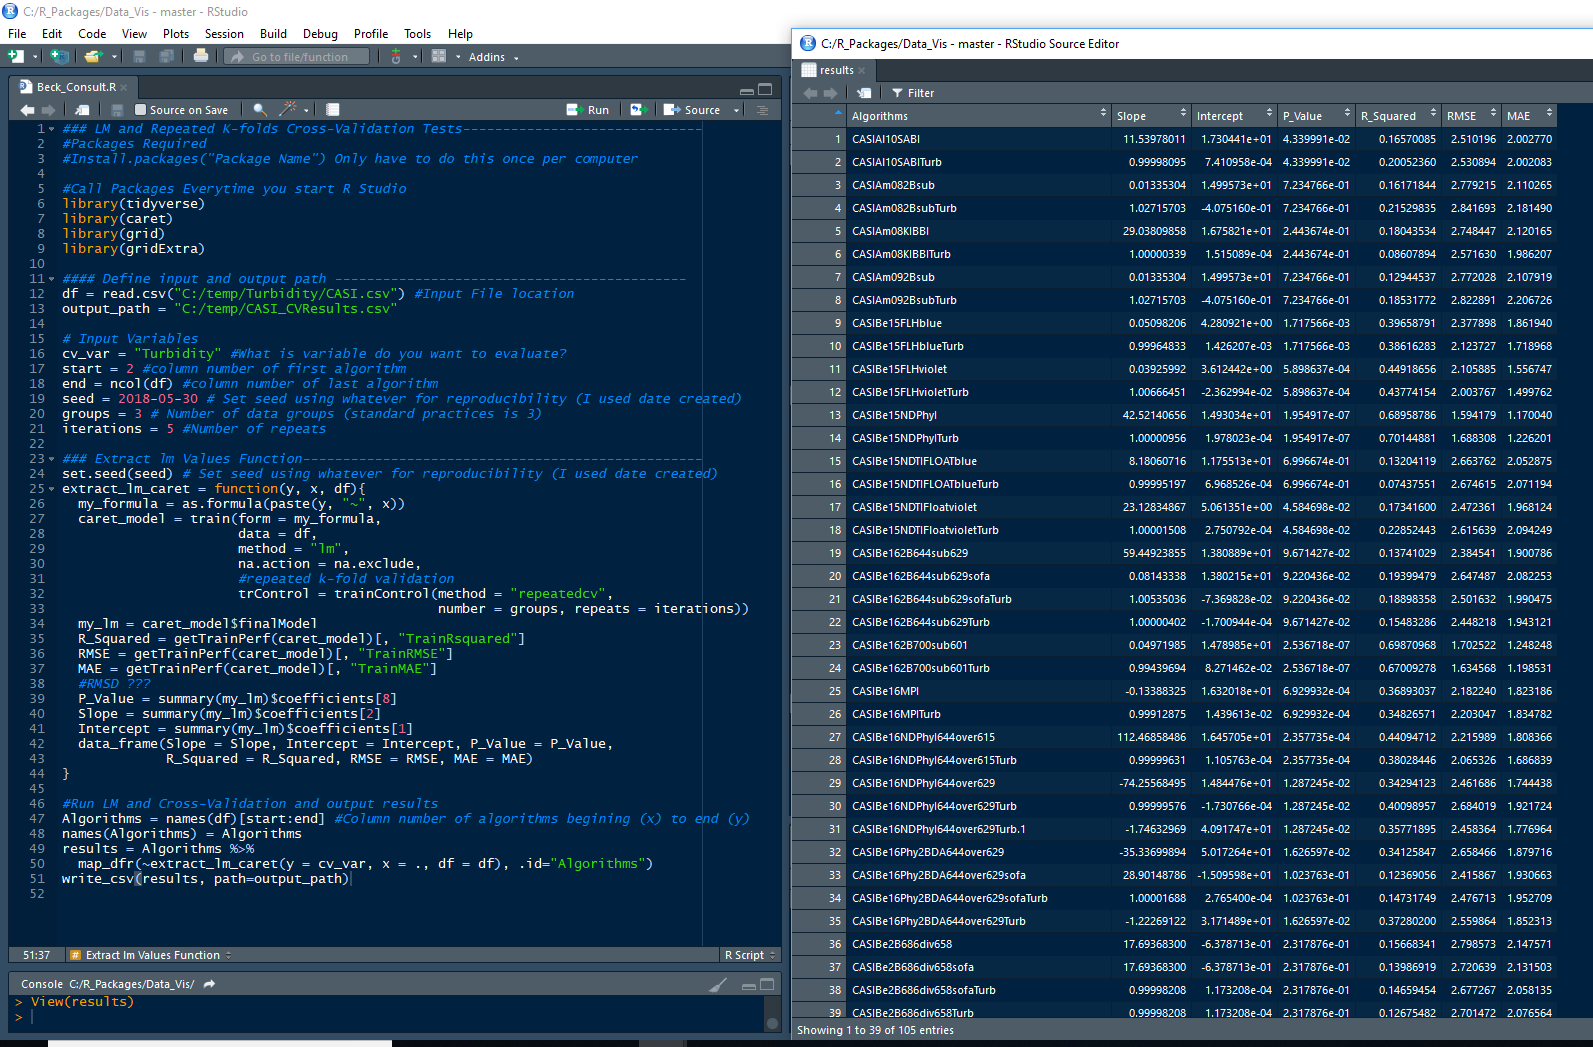 C:/R_Packages/Data_Vis - master - RStudio
File Edit Code View Plots Session Build Debug Profile Tools Help
Go to file/function Addins
Beck_Consult.R
Source on Save Run Source
1 ### LM and Repeated K-folds Cross-Validation Tests------------------------------
2 #Packages Required
3 #Install.packages("Package Name") Only have to do this once per computer
4
5 #Call Packages Everytime you start R Studio
6 library(tidyverse)
7 library(caret)
8 library(grid)
9 library(gridExtra)
10
11 #### Define input and output path --------------------------------------------
12 df = read.csv("C:/temp/Turbidity/CASI.csv") #Input File location
13 output_path = "C:/temp/CASI_CVResults.csv"
14
15 # Input Variables
16 cv_var = "Turbidity" #What is variable do you want to evaluate?
17 start = 2 #column number of first algorithm
18 end = ncol(df) #column number of last algorithm
19 seed = 2018-05-30 # Set seed using whatever for reproducibility (I used date created)
20 groups = 3 # Number of data groups (standard practices is 3)
21 iterations = 5 #Number of repeats
22
23 ### Extract lm Values Function--------------------------------------------------
24 set.seed(seed) # Set seed using whatever for reproducibility (I used date created)
25 extract_lm_caret = function(y, x, df){
26 my_formula = as.formula(paste(y, "~", x))
27 caret_model = train(form = my_formula,
28 data = df,
29 method = "lm",
30 na.action = na.exclude,
31 #repeated k-fold validation
32 trControl = trainControl(method = "repeatedcv",
33 number = groups, repeats = iterations))
34 my_lm = caret_model$finalModel
35 R_Squared = getTrainPerf(caret_model)[, "TrainRsquared"]
36 RMSE = getTrainPerf(caret_model)[, "TrainRMSE"]
37 MAE = getTrainPerf(caret_model)[, "TrainMAE"]
38 #RMSD ???
39 P_Value = summary(my_lm)$coefficients[8]
40 Slope = summary(my_lm)$coefficients[2]
41 Intercept = summary(my_lm)$coefficients[1]
42 data_frame(Slope = Slope, Intercept = Intercept, P_Value = P_Value,
43 R_Squared = R_Squared, RMSE = RMSE, MAE = MAE)
44 }
45
46 #Run LM and Cross-Validation and output results
47 Algorithms = names(df)[start:end] #Column number of algorithms begining (x) to end (y)
48 names(Algorithms) = Algorithms
49 results = Algorithms %>%
50 map_dfr(~extract_lm_caret(y = cv_var, x = ., df = df), .id="Algorithms")
51 write_csv(results, path=output_path)
52
51:37 # Extract lm Values Function R Script
Console C:/R_Packages/Data_Vis/
> View(results)
>
C:/R_Packages/Data_Vis - master - RStudio Source Editor
results
Filter
Algorithms Slope Intercept P_Value R_Squared RMSE MAE
1 CASIAI10SABI 11.53978011 1.730441e+01 4.339991e-02 0.16570085 2.510196 2.002770
2 CASIAI10SABITurb 0.99998095 7.410958e-04 4.339991e-02 0.20052360 2.530894 2.002083
3 CASIAm082Bsub 0.01335304 1.499573e+01 7.234766e-01 0.16171844 2.779215 2.110265
4 CASIAm082BsubTurb 1.02715703 -4.075160e-01 7.234766e-01 0.21529835 2.841693 2.181490
5 CASIAm08KIBBI 29.03809858 1.675821e+01 2.443674e-01 0.18043534 2.748447 2.120165
6 CASIAm08KIBBITurb 1.00000339 1.515089e-04 2.443674e-01 0.08607894 2.571630 1.986207
7 CASIAm092Bsub 0.01335304 1.499573e+01 7.234766e-01 0.12944537 2.772028 2.107919
8 CASIAm092BsubTurb 1.02715703 -4.075160e-01 7.234766e-01 0.18531772 2.822891 2.206726
9 CASIBe15FLHblue 0.05098206 4.280921e+00 1.717566e-03 0.39658791 2.377898 1.861940
10 CASIBe15FLHblueTurb 0.99964833 1.426207e-03 1.717566e-03 0.38616283 2.123727 1.718968
11 CASIBe15FLHviolet 0.03925992 3.612442e+00 5.898637e-04 0.44918656 2.105885 1.556747
12 CASIBe15FLHvioletTurb 1.00666451 -2.362994e-02 5.898637e-04 0.43774154 2.003767 1.499762
13 CASIBe15NDPhyl 42.52140656 1.493034e+01 1.954917e-07 0.68958786 1.594179 1.170040
14 CASIBe15NDPhylTurb 1.00000956 1.978023e-04 1.954917e-07 0.70144881 1.688308 1.226201
15 CASIBe15NDTIFLOATblue 8.18060716 1.175513e+01 6.996674e-01 0.13204119 2.663762 2.052875
16 CASIBe15NDTIFLOATblueTurb 0.99995197 6.968526e-04 6.996674e-01 0.07437551 2.674615 2.071194
17 CASIBe15NDTIFloatviolet 23.12834867 5.061351e+00 4.584698e-02 0.17341600 2.472361 1.968124
18 CASIBe15NDTIFloatvioletTurb 1.00001508 2.750792e-04 4.584698e-02 0.22852443 2.615639 2.094249
19 CASIBe162B644sub629 59.44923855 1.380889e+01 9.671427e-02 0.13741029 2.384541 1.900786
20 CASIBe162B644sub629sofa 0.08143338 1.380215e+01 9.220436e-02 0.19399479 2.647487 2.082253
21 CASIBe162B644sub629sofaTurb 1.00535036 -7.369828e-02 9.220436e-02 0.18898358 2.501632 1.990475
22 CASIBe162B644sub629Turb 1.00000402 -1.700944e-04 9.671427e-02 0.15483286 2.448218 1.943121
23 CASIBe162B700sub601 0.04971985 1.478985e+01 2.536718e-07 0.69870968 1.702522 1.248248
24 CASIBe162B700sub601Turb 0.99439694 8.271462e-02 2.536718e-07 0.67009278 1.634568 1.198531
25 CASIBe16MPI -0.13388325 1.632018e+01 6.929932e-04 0.36893037 2.182240 1.823186
26 CASIBe16MPITurb 0.99912875 1.439613e-02 6.929932e-04 0.34826571 2.203047 1.834782
27 CASIBe16NDPhyl644over615 112.46858486 1.645705e+01 2.357735e-04 0.44094712 2.215989 1.808366
28 CASIBe16NDPhyl644over615Turb 0.99999631 1.105763e-04 2.357735e-04 0.38028446 2.065326 1.686839
29 CASIBe16NDPhyl644over629 -74.25568495 1.484476e+01 1.287245e-02 0.34294123 2.461686 1.744438
30 CASIBe16NDPhyl644over629Turb 0.99999576 -1.730766e-04 1.287245e-02 0.40098957 2.684019 1.921724
31 CASIBe16NDPhyl644over629Turb.1 -1.74632969 4.091747e+01 1.287245e-02 0.35771895 2.458364 1.776964
32 CASIBe16Phy2BDA644over629 -35.33699894 5.017264e+01 1.626597e-02 0.34125847 2.658466 1.879716
33 CASIBe16Phy2BDA644over629sofa 28.90148786 -1.509598e+01 1.023763e-01 0.12369056 2.415867 1.930663
34 CASIBe16Phy2BDA644over629sofaTurb 1.00001688 2.765400e-04 1.023763e-01 0.14731749 2.476713 1.952709
35 CASIBe16Phy2BDA644over629Turb -1.22269122 3.171489e+01 1.626597e-02 0.37280200 2.559864 1.852313
36 CASIBe2B686div658 17.69368300 -6.378713e-01 2.317876e-01 0.15668341 2.798573 2.147571
37 CASIBe2B686div658sofa 17.69368300 -6.378713e-01 2.317876e-01 0.13986919 2.720639 2.131503
38 CASIBe2B686div658sofaTurb 0.99998208 1.173208e-04 2.317876e-01 0.14659454 2.677267 2.058135
39 CASIBe2B686div658Turb 0.99998208 1.173208e-04 2.317876e-01 0.12675482 2.701472 2.076564
Showing 1 to 39 of 105 entries